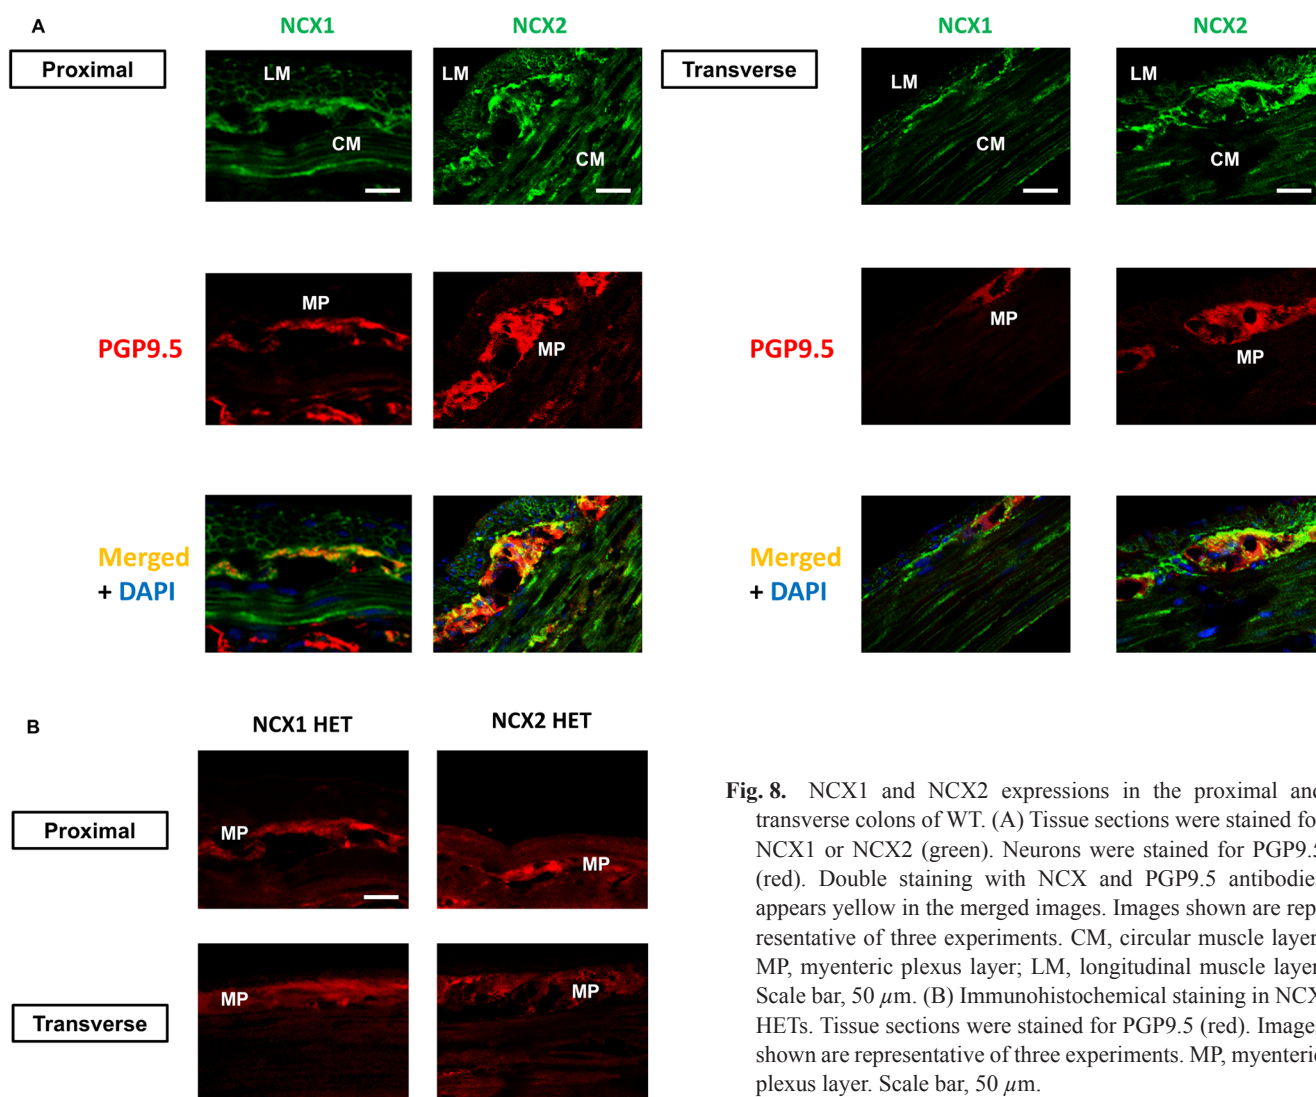 A
NCX1
NCX2
NCX1
NCX2
Proximal
Transverse
LM
CM
LM
CM
LM
CM
LM
CM
PGP9.5
MP
MP
PGP9.5
MP
MP
Merged
+ DAPI
Merged
+ DAPI
B
NCX1 HET
NCX2 HET
Proximal
MP
MP
Transverse
MP
MP
Fig. 8. NCX1 and NCX2 expressions in the proximal and
transverse colons of WT. (A) Tissue sections were stained fo
NCX1 or NCX2 (green). Neurons were stained for PGP9.5
(red). Double staining with NCX and PGP9.5 antibodie
appears yellow in the merged images. Images shown are rep
resentative of three experiments. CM, circular muscle layer
MP, myenteric plexus layer; LM, longitudinal muscle layer
Scale bar, 50 µm. (B) Immunohistochemical staining in NCX
HETs. Tissue sections were stained for PGP9.5 (red). Image
shown are representative of three experiments. MP, myenteric
plexus layer. Scale bar, 50 µm.